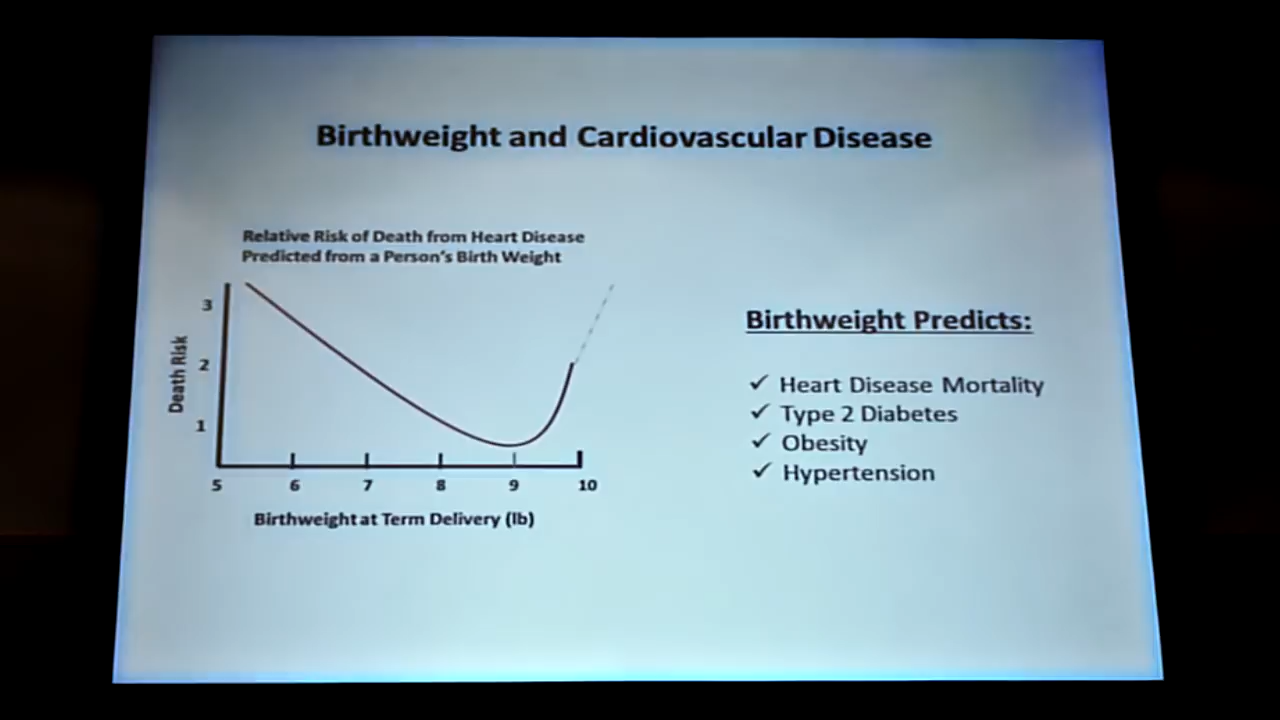 Birthweight and Cardiovascular Disease
Relative Risk of Death from Heart Disease
Predicted from a Person's Birth Weight
Death Risk
3
2
1
5 6 7 8 9 10
Birthweight at Term Delivery (lb)
Birthweight Predicts:
✓ Heart Disease Mortality
✓ Type 2 Diabetes
✓ Obesity
✓ Hypertension